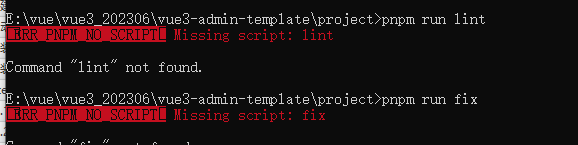 E:\vue\vue3_202306\vue3-admin-template\project>pnpm run lint
ERR_PNPM_NO_SCRIPT Missing script: lint
Command "lint" not found.
E:\vue\vue3_202306\vue3-admin-template\project>pnpm run fix
ERR_PNPM_NO_SCRIPT Missing script: fix